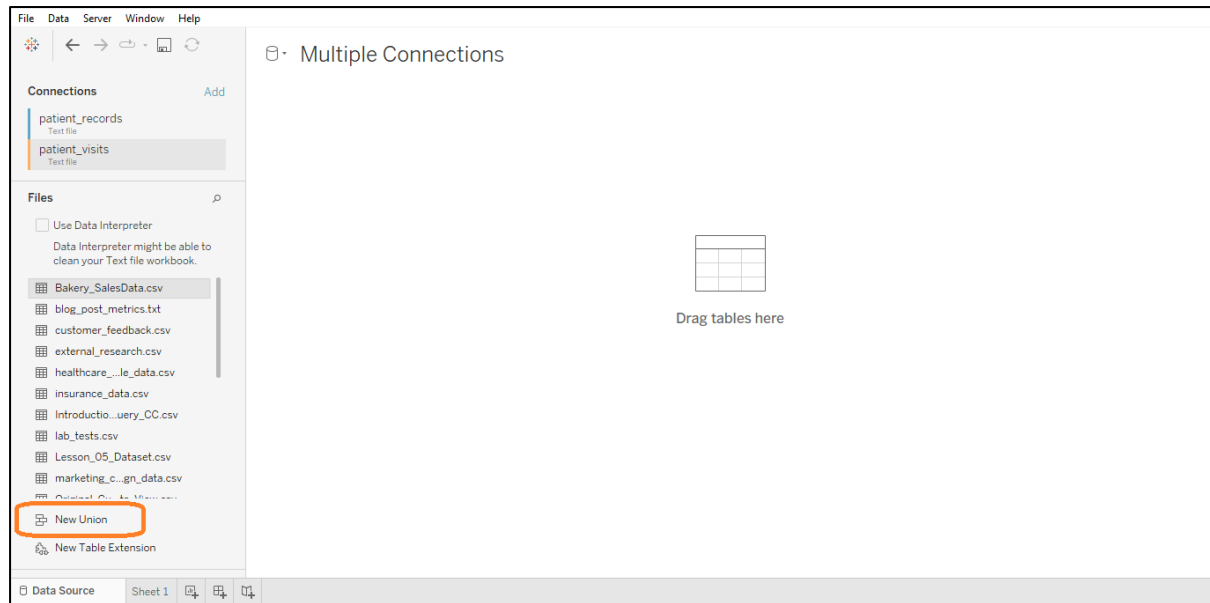 File Data Server Window Help
Multiple Connections
Connections Add
patient_records
Text file
patient_visits
Text file
Files
Use Data Interpreter
Data Interpreter might be able to
clean your Text file workbook.
Bakery_SalesData.csv
blog_post_metrics.txt
customer_feedback.csv
external_research.csv
healthcare_...le_data.csv
insurance_data.csv
Introductio...uery_CC.csv
lab_tests.csv
Lesson_05_Dataset.csv
marketing_c...gn_data.csv
New Union
New Table Extension
Drag tables here
Data Source Sheet 1